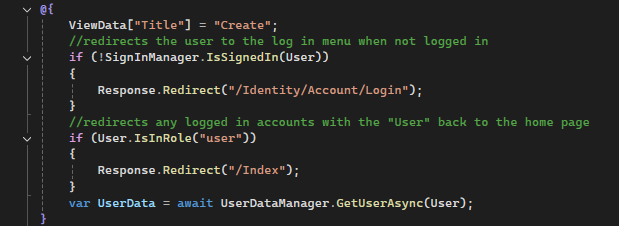 @{
ViewData["Title"] = "Create";
//redirects the user to the log in menu when not logged in
if (!SignInManager.IsSignedIn(User))
{
Response.Redirect("/Identity/Account/Login");
}
//redirects any logged in accounts with the "User" back to the home page
if (User.IsInRole("user"))
{
Response.Redirect("/Index");
}
var UserData = await UserDataManager.GetUserAsync(User);
}